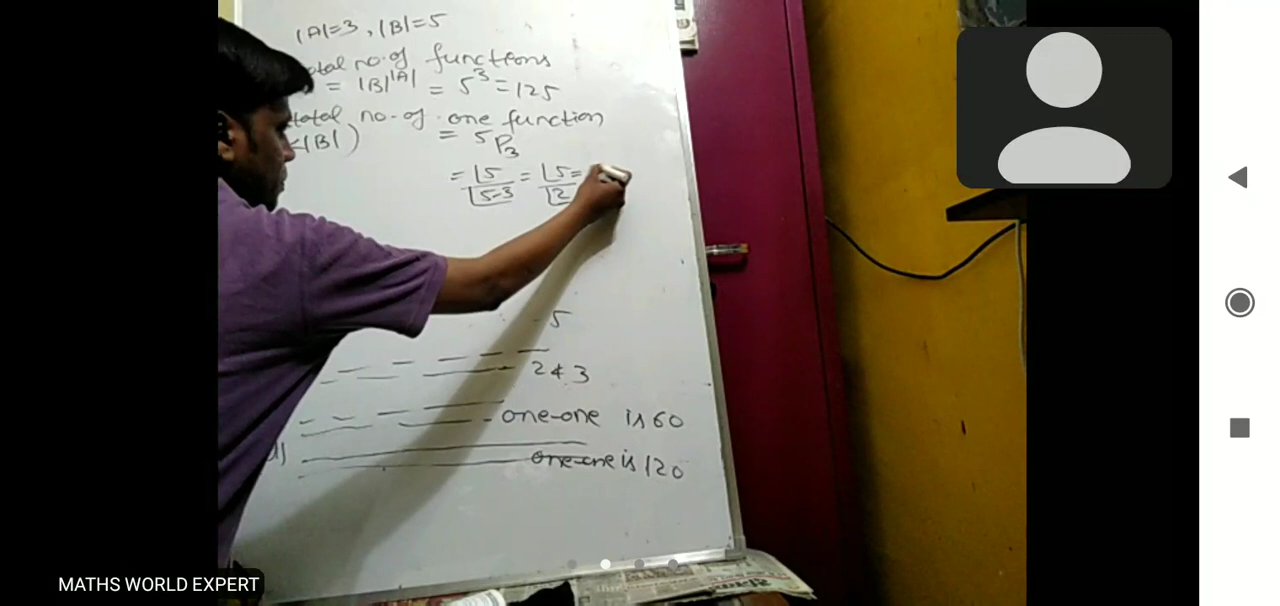 |A|=3, |B|=5
total no. of functions
= |B|^|A| = 5^3 = 125
total no. of one function
<|B|) = 5P3
= ⌊5 / ⌊5-3 = ⌊5 / ⌊2 =
5
2 & 3
one-one is 60
one-one is 120
MATHS WORLD EXPERT